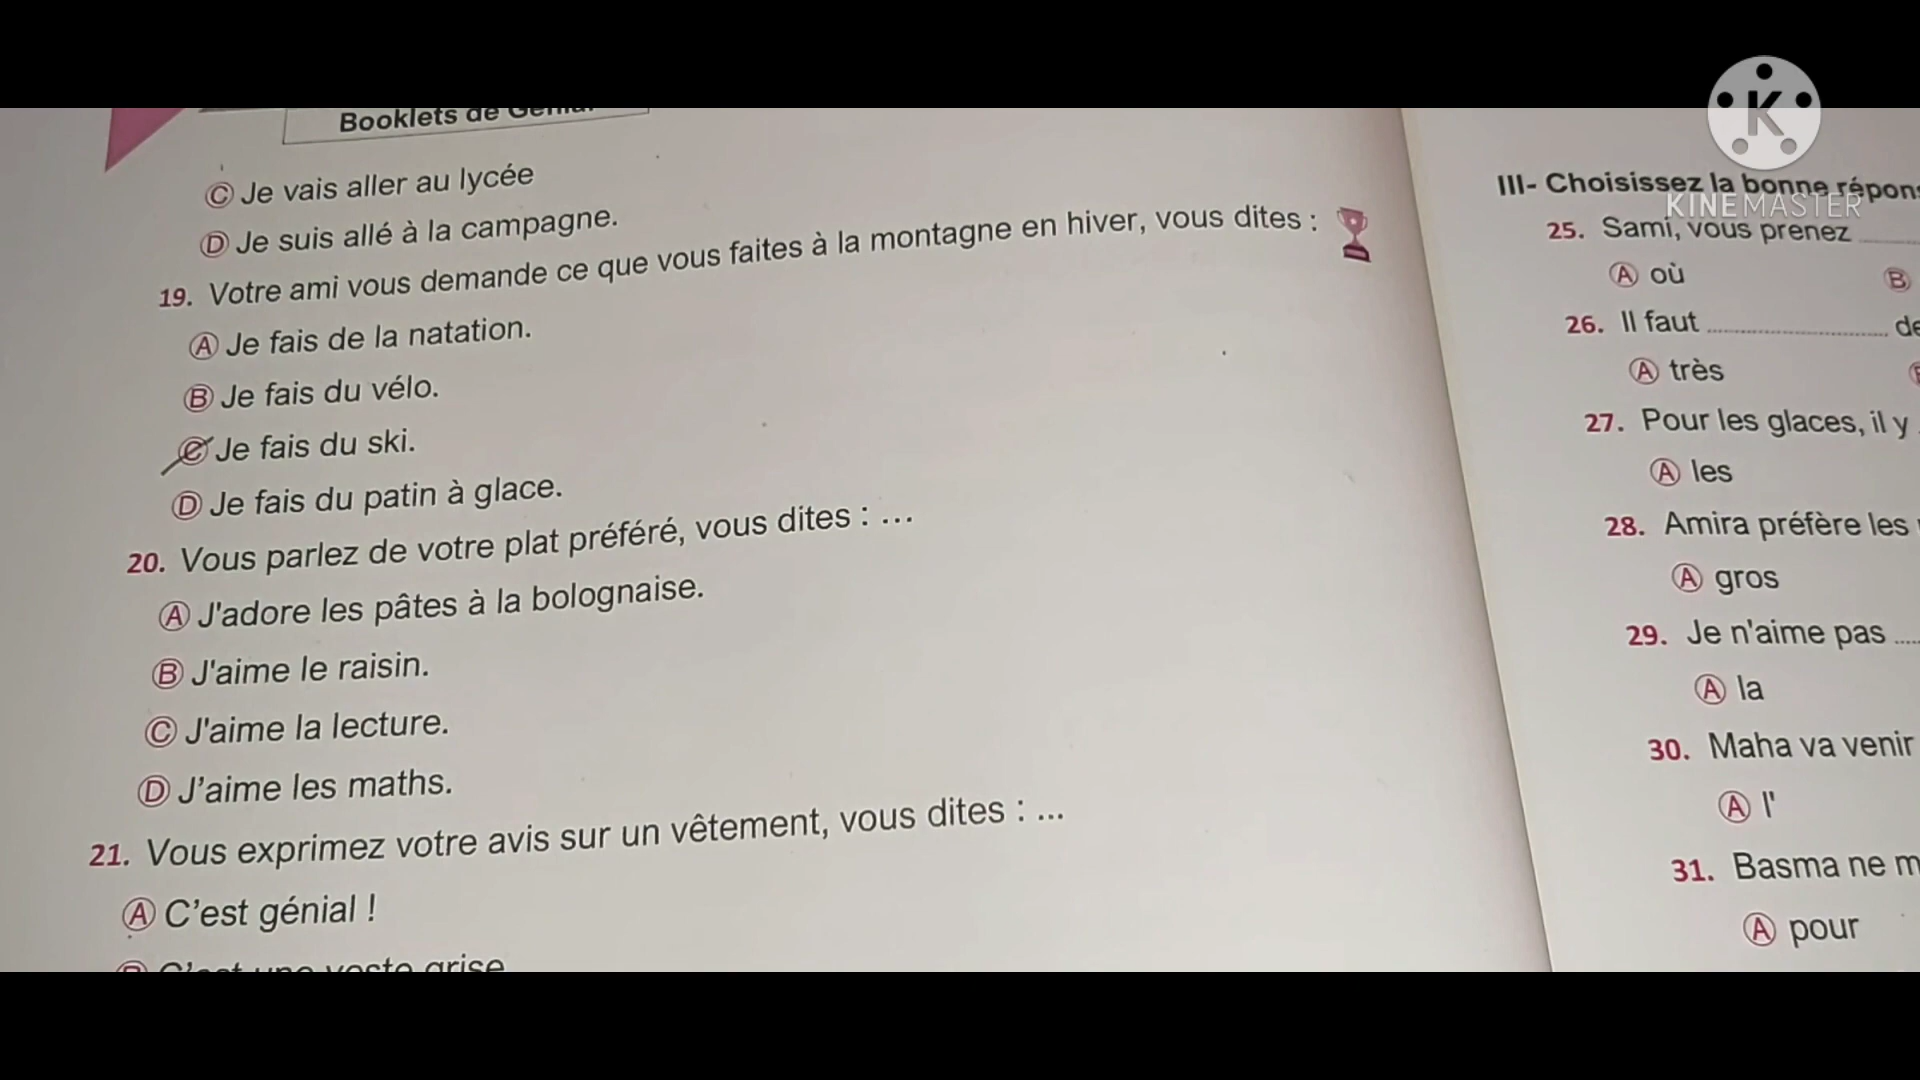 Booklets de
C Je vais aller au lycée
D Je suis allé à la campagne.
19. Votre ami vous demande ce que vous faites à la montagne en hiver, vous dites :
A Je fais de la natation.
B Je fais du vélo.
C Je fais du ski.
D Je fais du patin à glace.
20. Vous parlez de votre plat préféré, vous dites : ...
A J'adore les pâtes à la bolognaise.
B J'aime le raisin.
C J'aime la lecture.
D J'aime les maths.
21. Vous exprimez votre avis sur un vêtement, vous dites : ...
A C'est génial !
C'est une veste grise
III- Choisissez la bonne répons
25. Sami, vous prenez
A où
B
26. Il faut .......... de
A très
27. Pour les glaces, il y
A les
28. Amira préfère les
A gros
29. Je n'aime pas ....
A la
30. Maha va venir
A l'
31. Basma ne m
A pour
K
KINEMASTER